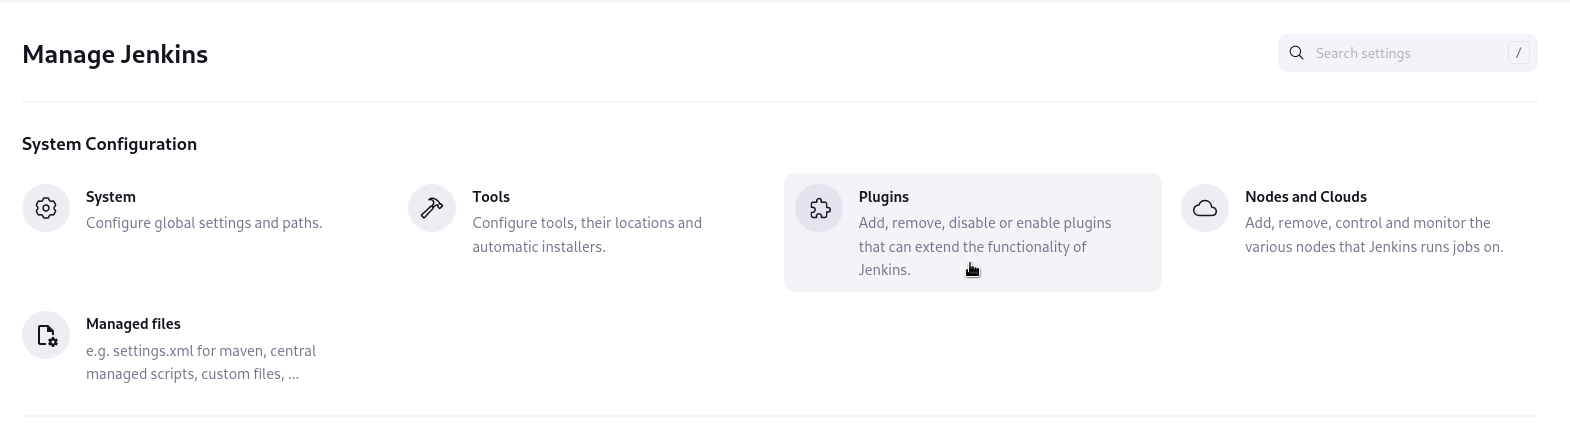 Manage Jenkins
Search settings
/
System Configuration
System
Configure global settings and paths.
Tools
Configure tools, their locations and
automatic installers.
Plugins
Add, remove, disable or enable plugins
that can extend the functionality of
Jenkins.
Nodes and Clouds
Add, remove, control and monitor the
various nodes that Jenkins runs jobs on.
Managed files
e.g. settings.xml for maven, central
managed scripts, custom files, ...